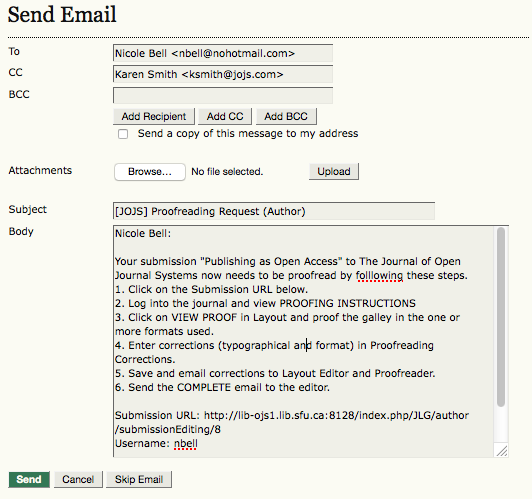 Send Email
To
Nicole Bell <nbell@nohotmail.com>
CC
Karen Smith <ksmith@jojs.com>
BCC
Add Recipient Add CC Add BCC
Send a copy of this message to my address
Attachments
Browse... No file selected. Upload
Subject
[JOJS] Proofreading Request (Author)
Body
Nicole Bell:
Your submission "Publishing as Open Access" to The Journal of Open
Journal Systems now needs to be proofread by folllowing these steps.
1. Click on the Submission URL below.
2. Log into the journal and view PROOFING INSTRUCTIONS
3. Click on VIEW PROOF in Layout and proof the galley in the one or
more formats used.
4. Enter corrections (typographical and format) in Proofreading
Corrections.
5. Save and email corrections to Layout Editor and Proofreader.
6. Send the COMPLETE email to the editor.
Submission URL: http://lib-ojs1.lib.sfu.ca:8128/index.php/JLG/author
/submissionEditing/8
Username: nbell
Send Cancel Skip Email